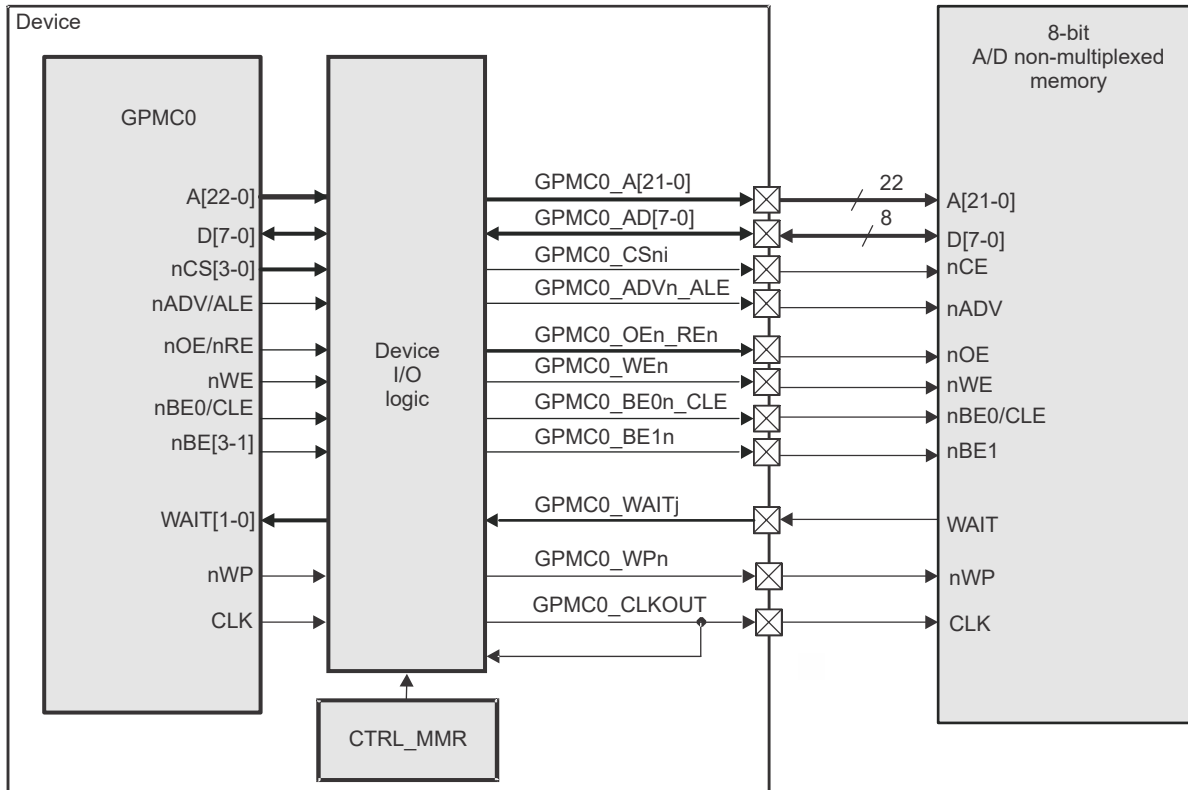 Device
8-bit
A/D non-multiplexed
memory
GPMC0
A[22-0]
GPMC0_A[21-0]
22
A[21-0]
D[7-0]
GPMC0_AD[7-0]
8
D[7-0]
nCS[3-0]
GPMC0_CSni
nCE
nADV/ALE
GPMC0_ADVn_ALE
nADV
nOE/nRE
GPMC0_OEn_REn
nOE
Device
I/O
logic
nWE
GPMC0_WEn
nWE
nBE0/CLE
GPMC0_BE0n_CLE
nBE0/CLE
nBE[3-1]
GPMC0_BE1n
nBE1
WAIT[1-0]
GPMC0_WAITj
WAIT
nWP
GPMC0_WPn
nWP
CLK
GPMC0_CLKOUT
CLK
CTRL_MMR